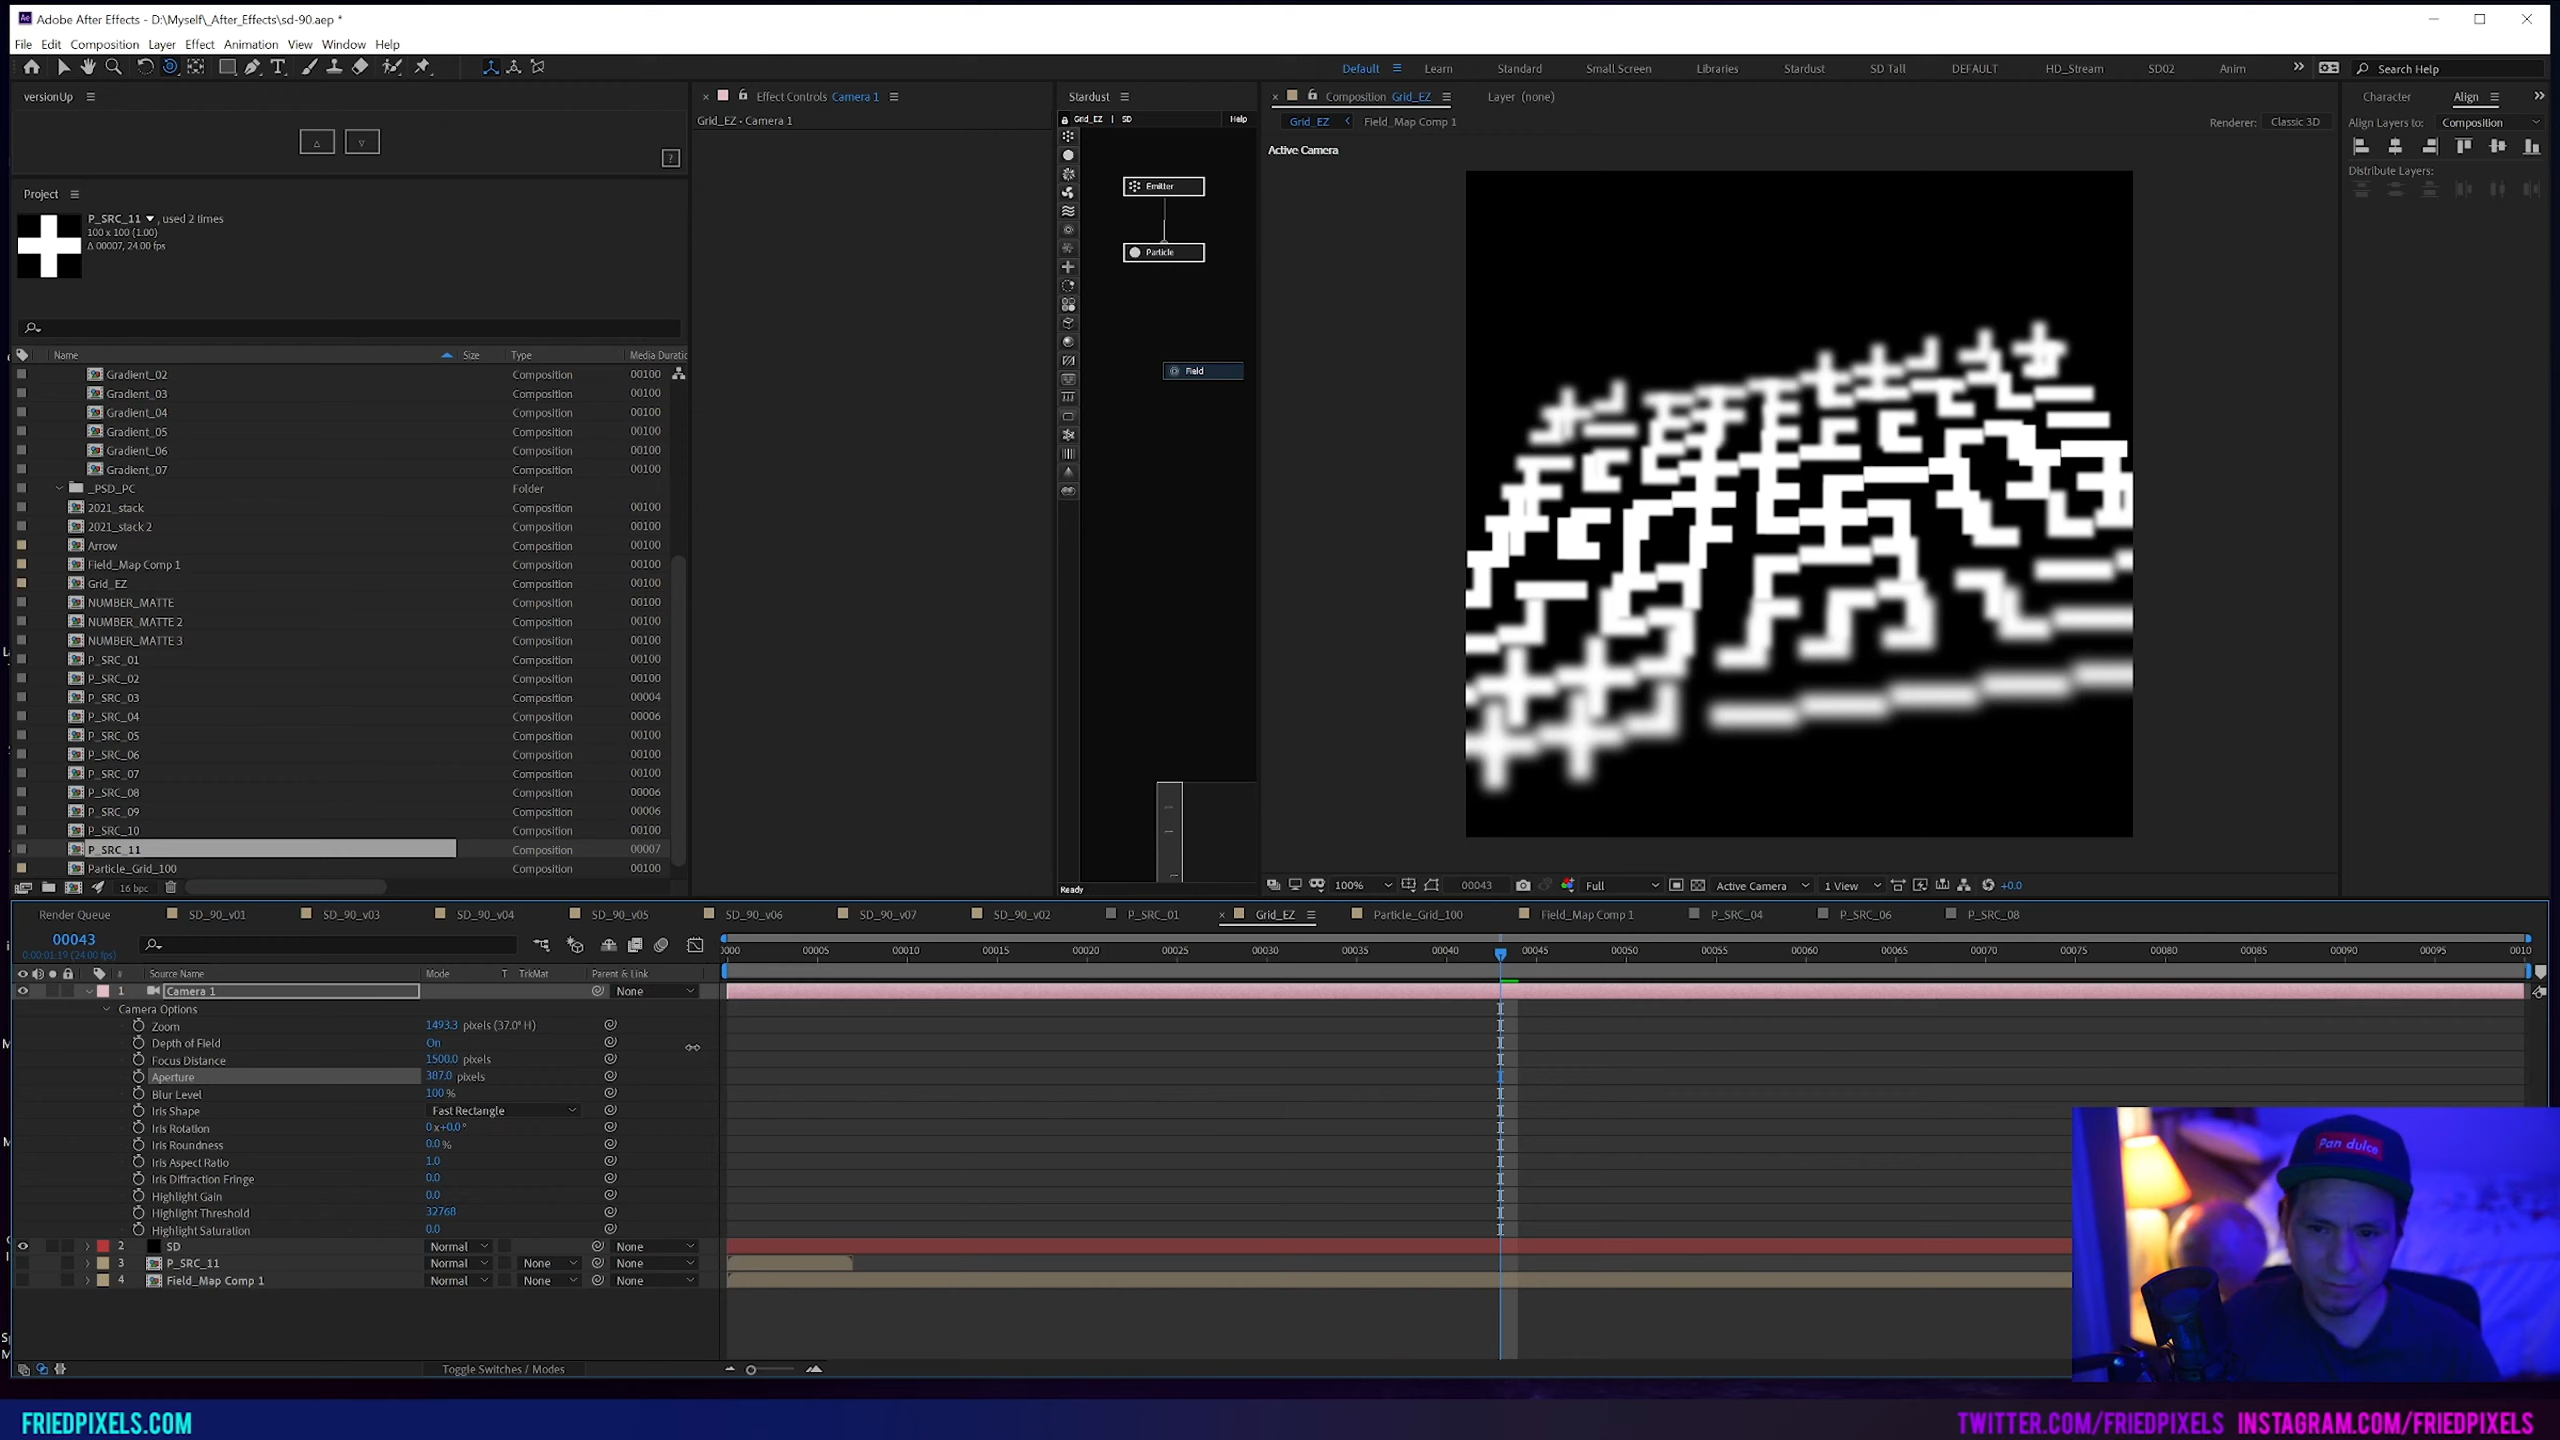 Adobe After Effects - D:\Myself\_After_Effects\sd-90.aep *
File Edit Composition Layer Effect Animation View Window Help
Default Learn Standard Small Screen Libraries Stardust SD Tall DEFAULT HD_Stream SD02 Anim Search Help
versionUp
Effect Controls Camera 1
Grid_EZ • Camera 1
Stardust
Grid_EZ | SD Help
Emitter
Particle
Field
Ready
Composition Grid_EZ
Layer (none)
Grid_EZ Field_Map Comp 1
Renderer: Classic 3D
Active Camera
Character Align
Align Layers to: Composition
Distribute Layers:
Project
P_SRC_11 , used 2 times
100 x 100 (1.00)
Δ 00007, 24.00 fps
Name Size Type Media Duratic
Gradient_02 Composition 00100
Gradient_03 Composition 00100
Gradient_04 Composition 00100
Gradient_05 Composition 00100
Gradient_06 Composition 00100
Gradient_07 Composition 00100
_PSD_PC Folder
2021_stack Composition 00100
2021_stack 2 Composition 00100
Arrow Composition 00100
Field_Map Comp 1 Composition 00100
Grid_EZ Composition 00100
NUMBER_MATTE Composition 00100
NUMBER_MATTE 2 Composition 00100
NUMBER_MATTE 3 Composition 00100
P_SRC_01 Composition 00100
P_SRC_02 Composition 00100
P_SRC_03 Composition 00004
P_SRC_04 Composition 00006
P_SRC_05 Composition 00100
P_SRC_06 Composition 00100
P_SRC_07 Composition 00100
P_SRC_08 Composition 00006
P_SRC_09 Composition 00006
P_SRC_10 Composition 00100
P_SRC_11 Composition 00007
Particle_Grid_100 Composition 00100
16 bpc
100% 00043 Full Active Camera 1 View +0.0
Render Queue SD_90_v01 SD_90_v03 SD_90_v04 SD_90_v05 SD_90_v06 SD_90_v07 SD_90_v02 P_SRC_01 Grid_EZ Particle_Grid_100 Field_Map Comp 1 P_SRC_04 P_SRC_06 P_SRC_08
00043
0:00:01:19 (24.00 fps)
0000 00005 00010 00015 00020 00025 00030 00035 00040 00045 00050 00055 00060 00065 00070 00075 00080 00085 00090 00095 0010
# Source Name Mode T TrkMat Parent & Link
1 Camera 1 None
Camera Options
Zoom 1493.3 pixels (37.0° H)
Depth of Field On
Focus Distance 1500.0 pixels
Aperture 387.0 pixels
Blur Level 100 %
Iris Shape Fast Rectangle
Iris Rotation 0x+0.0°
Iris Roundness 0.0 %
Iris Aspect Ratio 1.0
Iris Diffraction Fringe 0.0
Highlight Gain 0.0
Highlight Threshold 32768
Highlight Saturation 0.0
2 SD Normal None
3 P_SRC_11 Normal None None
4 Field_Map Comp 1 Normal None None
Toggle Switches / Modes
Pan dulce
FRIEDPIXELS.COM
TWITTER.COM/FRIEDPIXELS INSTAGRAM.COM/FRIEDPIXELS